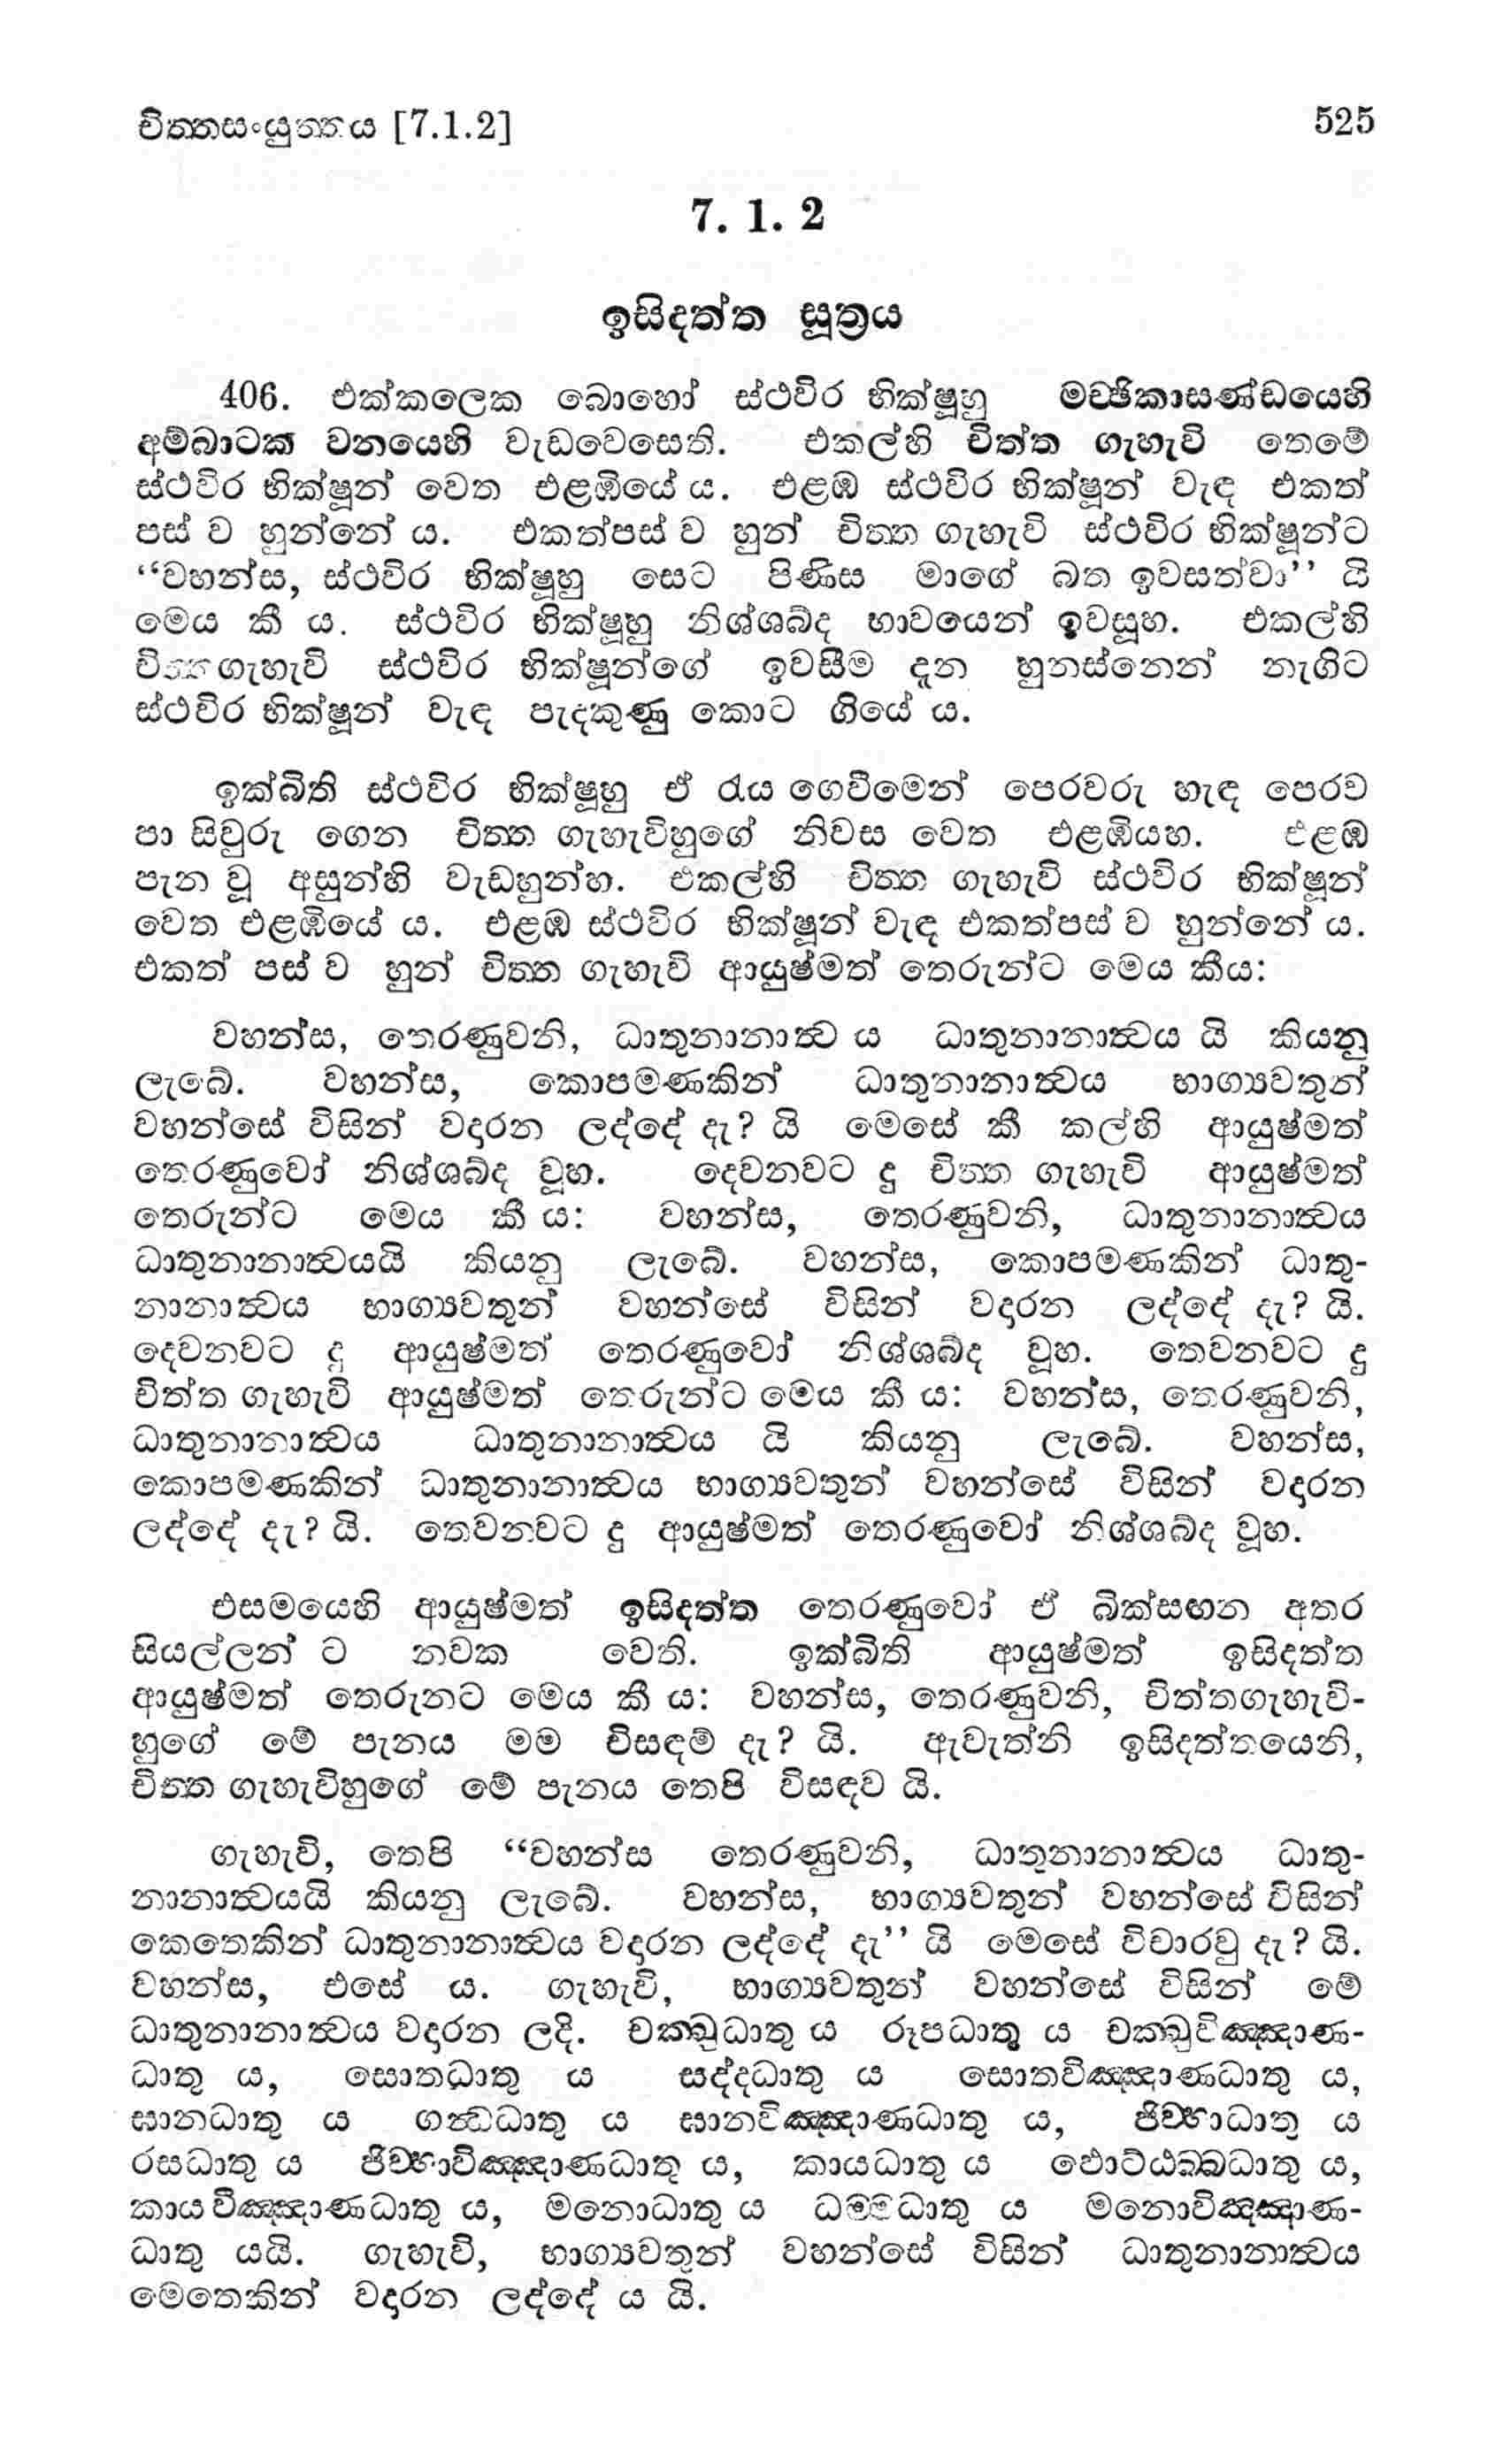 චිත්තසංයුත්තය [7.1.2] 525
7. 1. 2
ඉසිදත්ත සූත්‍රය
406. එක්කලෙක බොහෝ ස්ථවිර භික්ෂූහු මච්ඡිකාසණ්ඩයෙහි
අම්බාටක වනයෙහි වැඩවෙසෙති. එකල්හි චිත්ත ගැහැවි තෙමේ
ස්ථවිර භික්ෂූන් වෙත එළඹියේ ය. එළඹ ස්ථවිර භික්ෂූන් වැඳ එකත්
පස් ව හුන්නේ ය. එකත්පස් ව හුන් චිත්ත ගැහැවි ස්ථවිර භික්ෂූන්ට
“වහන්ස, ස්ථවිර භික්ෂූහු සෙට පිණිස මාගේ බත ඉවසත්වා” යි
මෙය කී ය. ස්ථවිර භික්ෂූහු නිශ්ශබ්ද භාවයෙන් ඉවසූහ. එකල්හි
චිත්තගැහැවි ස්ථවිර භික්ෂූන්ගේ ඉවසීම දැන හුනස්නෙන් නැගිට
ස්ථවිර භික්ෂූන් වැඳ පැදකුණු කොට ගියේ ය.
ඉක්බිති ස්ථවිර භික්ෂූහු ඒ රැය ගෙවීමෙන් පෙරවරු හැඳ පෙරව
පා සිවුරු ගෙන චිත්ත ගැහැවිහුගේ නිවස වෙත එළඹියහ. එළඹ
පැන වූ අසුන්හි වැඩහුන්හ. එකල්හි චිත්ත ගැහැවි ස්ථවිර භික්ෂූන්
වෙත එළඹියේ ය. එළඹ ස්ථවිර භික්ෂූන් වැඳ එකත්පස් ව හුන්නේ ය.
එකත් පස් ව හුන් චිත්ත ගැහැවි ආයුෂ්මත් තෙරුන්ට මෙය කීය:
වහන්ස, තෙරණුවනි, ධාතුනානාත්ව ය ධාතුනානාත්වය යි කියනු
ලැබේ. වහන්ස, කොපමණකින් ධාතුනානාත්වය භාග්‍යවතුන්
වහන්සේ විසින් වදාරන ලද්දේ දැ? යි මෙසේ කී කල්හි ආයුෂ්මත්
තෙරණුවෝ නිශ්ශබ්ද වූහ. දෙවනවට දු චිත්ත ගැහැවි ආයුෂ්මත්
තෙරුන්ට මෙය කී ය: වහන්ස, තෙරණුවනි, ධාතුනානාත්වය
ධාතුනානාත්වයයි කියනු ලැබේ. වහන්ස, කොපමණකින් ධාතු-
නානාත්වය භාග්‍යවතුන් වහන්සේ විසින් වදාරන ලද්දේ දැ? යි.
දෙවනවට දු ආයුෂ්මත් තෙරණුවෝ නිශ්ශබ්ද වූහ. තෙවනවට දු
චිත්ත ගැහැවි ආයුෂ්මත් තෙරුන්ට මෙය කී ය: වහන්ස, තෙරණුවනි,
ධාතුනානාත්වය ධාතුනානාත්වය යි කියනු ලැබේ. වහන්ස,
කොපමණකින් ධාතුනානාත්වය භාග්‍යවතුන් වහන්සේ විසින් වදාරන
ලද්දේ දැ? යි. තෙවනවට දු ආයුෂ්මත් තෙරණුවෝ නිශ්ශබ්ද වූහ.
එසමයෙහි ආයුෂ්මත් ඉසිදත්ත තෙරණුවෝ ඒ බික්සඟන අතර
සියල්ලන් ට නවක වෙති. ඉක්බිති ආයුෂ්මත් ඉසිදත්ත
ආයුෂ්මත් තෙරුනට මෙය කී ය: වහන්ස, තෙරණුවනි, චිත්තගැහැවි-
හුගේ මේ පැනය මම විසඳම් දැ? යි. ඇවැත්නි ඉසිදත්තයෙනි,
චිත්ත ගැහැවිහුගේ මේ පැනය තෙපි විසඳව යි.
ගැහැවි, තෙපි “වහන්ස තෙරණුවනි, ධාතුනානාත්වය ධාතු-
නානාත්වයයි කියනු ලැබේ. වහන්ස, භාග්‍යවතුන් වහන්සේ විසින්
කෙතෙකින් ධාතුනානාත්වය වදාරන ලද්දේ දැ” යි මෙසේ විචාරවු දැ? යි.
වහන්ස, එසේ ය. ගැහැවි, භාග්‍යවතුන් වහන්සේ විසින් මේ
ධාතුනානාත්වය වදාරන ලදි. චක්ඛුධාතු ය රූපධාතු ය චක්ඛුවිඤ්ඤාණ-
ධාතු ය, සොතධාතු ය සද්දධාතු ය සොතවිඤ්ඤාණධාතු ය,
ඝානධාතු ය ගන්ධධාතු ය ඝානවිඤ්ඤාණධාතු ය, ජිව්හාධාතු ය
රසධාතු ය ජිව්හාවිඤ්ඤාණධාතු ය, කායධාතු ය ඵොට්ඨබ්බධාතු ය,
කායවිඤ්ඤාණධාතු ය, මනොධාතු ය ධම්මධාතු ය මනොවිඤ්ඤාණ-
ධාතු යයි. ගැහැවි, භාග්‍යවතුන් වහන්සේ විසින් ධාතුනානාත්වය
මෙතෙකින් වදාරන ලද්දේ ය යි.